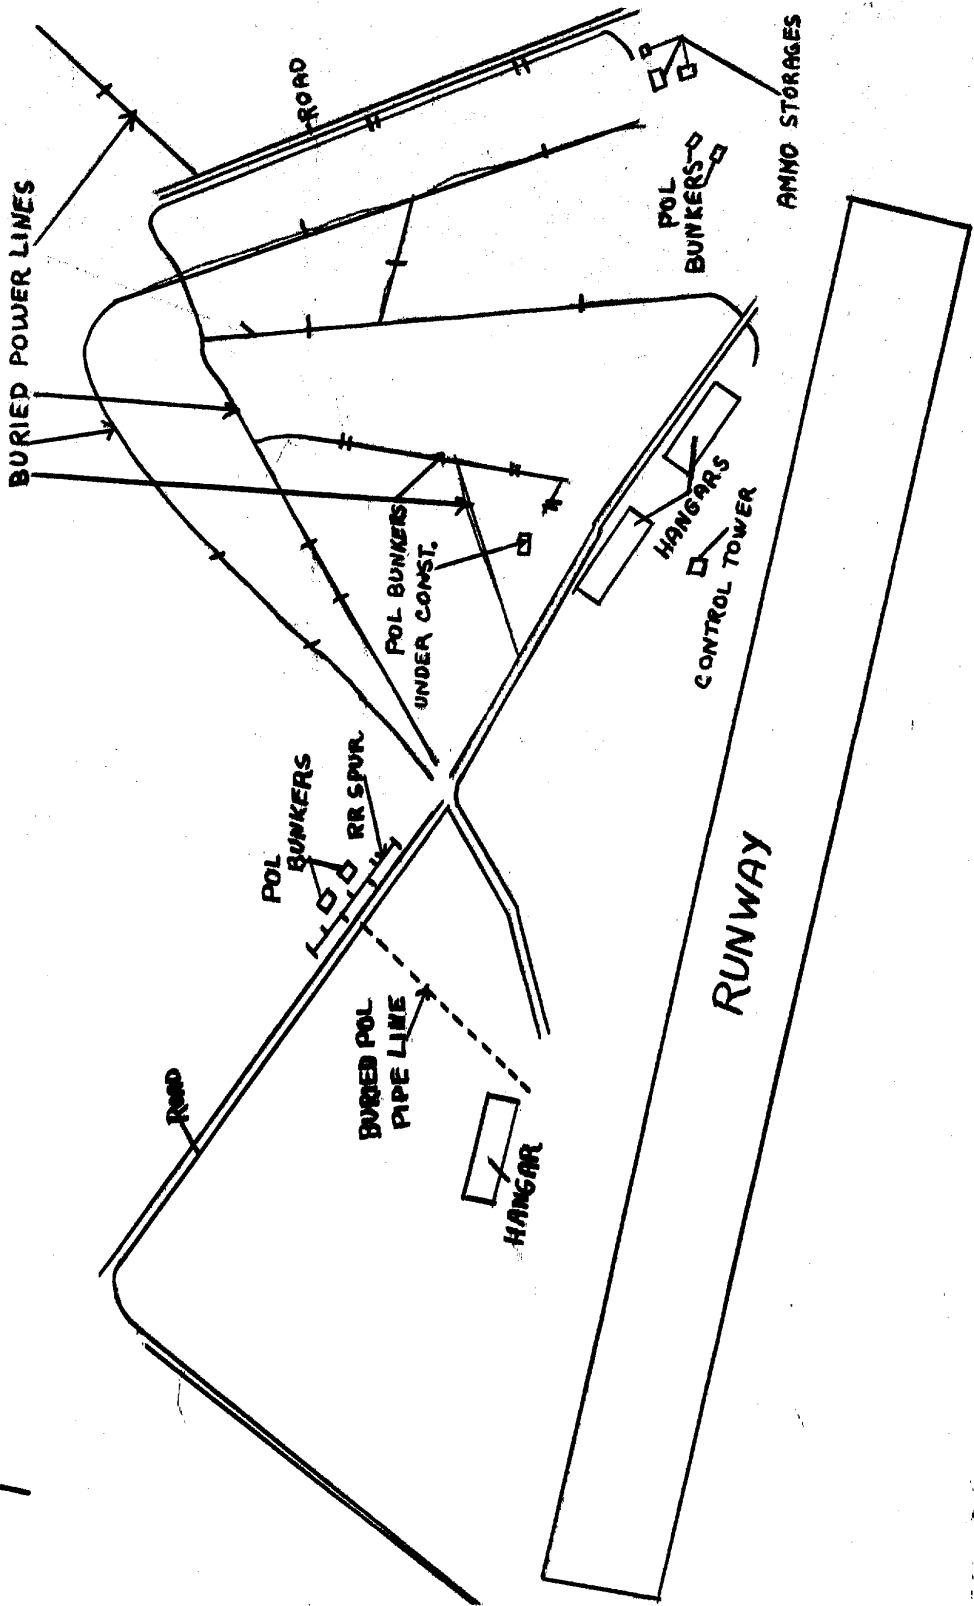 BURIED POWER LINES
ROAD
AMMO STORAGES
POL
BUNKERS
POL BUNKERS
UNDER CONST.
HANGARS
CONTROL TOWER
POL
BUNKERS
RR SPUR
BURIED POL
PIPE LINE
ROAD
HANGAR
RUNWAY